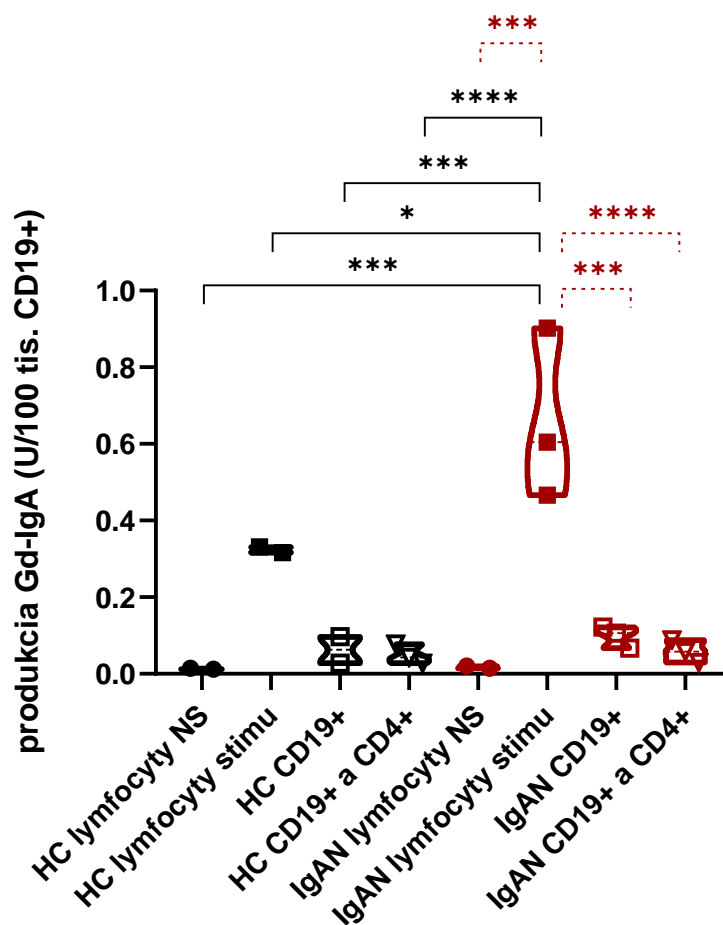 ***
****
***
*
****
***
***
produkcia Gd-IgA (U/100 tis. CD19+)
1.0
0.8
0.6
0.4
0.2
0.0
HC lymfocyty NS
HC lymfocyty stimu
HC CD19+
HC CD19+ a CD4+
IgAN lymfocyty NS
IgAN lymfocyty stimu
IgAN CD19+
IgAN CD19+ a CD4+